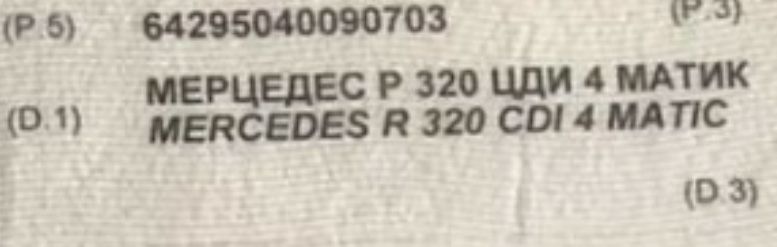 (P.5) 64295040090703 (P.3)
МЕРЦЕДЕС Р 320 ЦДИ 4 МАТИК
(D.1) MERCEDES R 320 CDI 4 MATIC
(D.3)